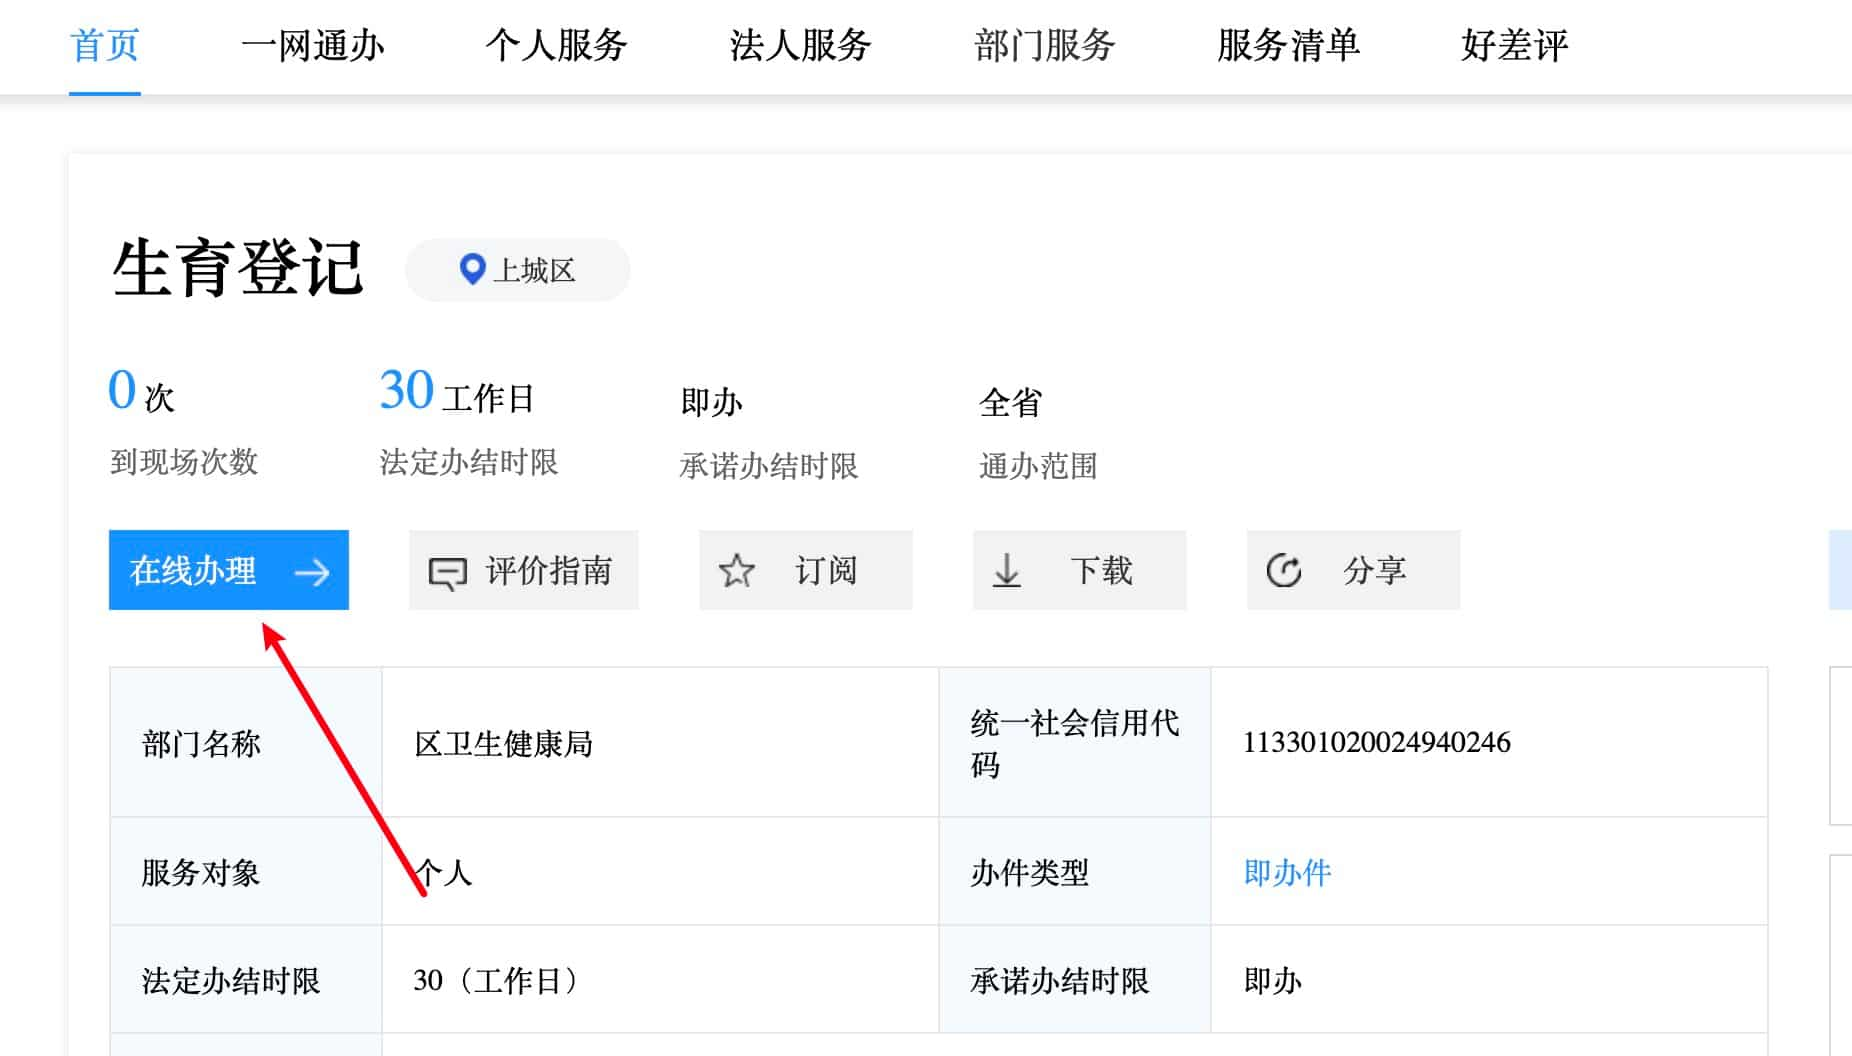 首页 一网通办 个人服务 法人服务 部门服务 服务清单 好差评
生育登记 上城区
0次 30工作日 即办 全省
到现场次数 法定办结时限 承诺办结时限 通办范围
在线办理 评价指南 订阅 下载 分享
部门名称 区卫生健康局 统一社会信用代码 113301020024940246
服务对象 个人 办件类型 即办件
法定办结时限 30（工作日） 承诺办结时限 即办